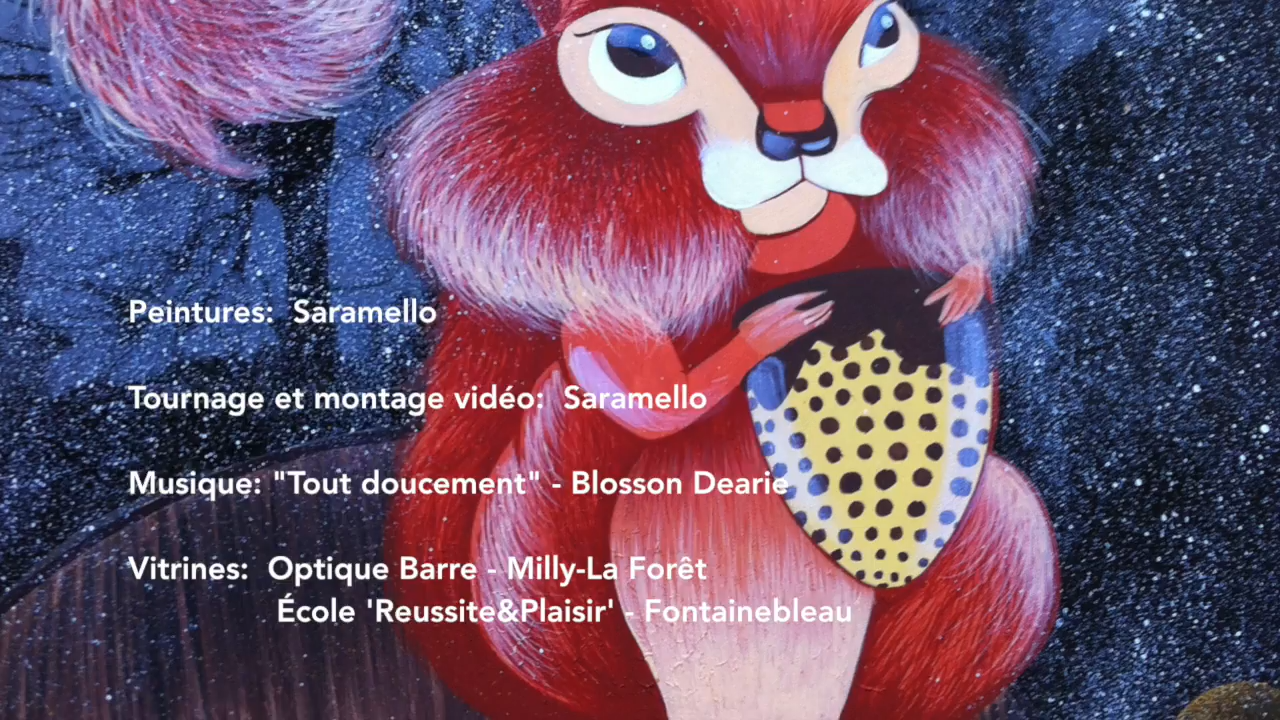 Peintures: Saramello
Tournage et montage vidéo: Saramello
Musique: "Tout doucement" - Blosson Dearie
Vitrines: Optique Barre - Milly-La Forêt
École 'Reussite&Plaisir' - Fontainebleau